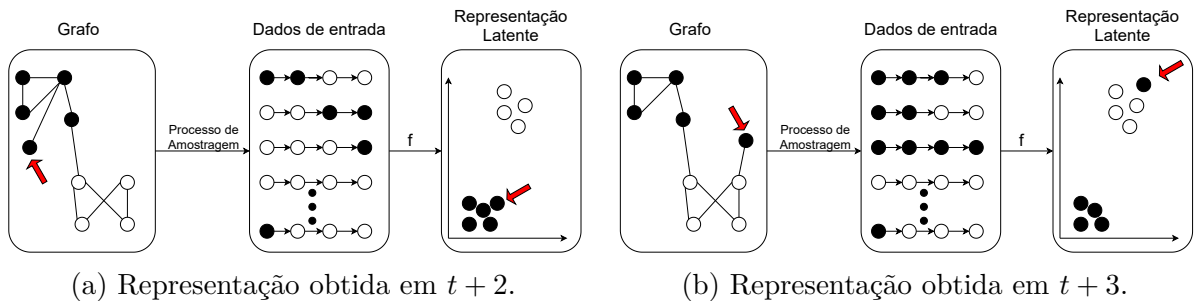 Grafo
Dados de entrada
Representação
Latente
Processo de
Amostragem
f
(a) Representação obtida em t + 2.
Grafo
Dados de entrada
Representação
Latente
Processo de
Amostragem
f
(b) Representação obtida em t + 3.